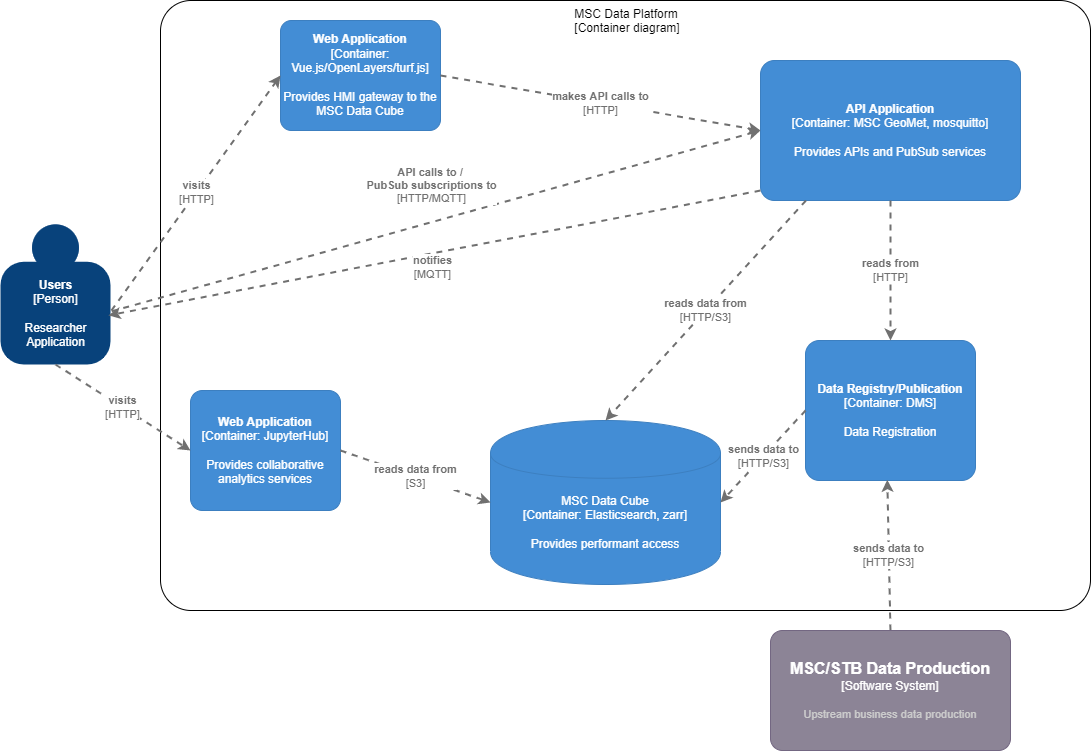 MSC Data Platform
[Container diagram]
Web Application
[Container:
Vue.js/OpenLayers/turf.js]
Provides HMI gateway to the
MSC Data Cube
makes API calls to
[HTTP]
API Application
[Container: MSC GeoMet, mosquitto]
Provides APIs and PubSub services
visits
[HTTP]
API calls to /
PubSub subscriptions to
[HTTP/MQTT]
notifies
[MQTT]
Users
[Person]
Researcher
Application
reads from
[HTTP]
reads data from
[HTTP/S3]
visits
[HTTP]
Web Application
[Container: JupyterHub]
Provides collaborative
analytics services
reads data from
[S3]
MSC Data Cube
[Container: Elasticsearch, zarr]
Provides performant access
Data Registry/Publication
[Container: DMS]
Data Registration
sends data to
[HTTP/S3]
sends data to
[HTTP/S3]
MSC/STB Data Production
[Software System]
Upstream business data production